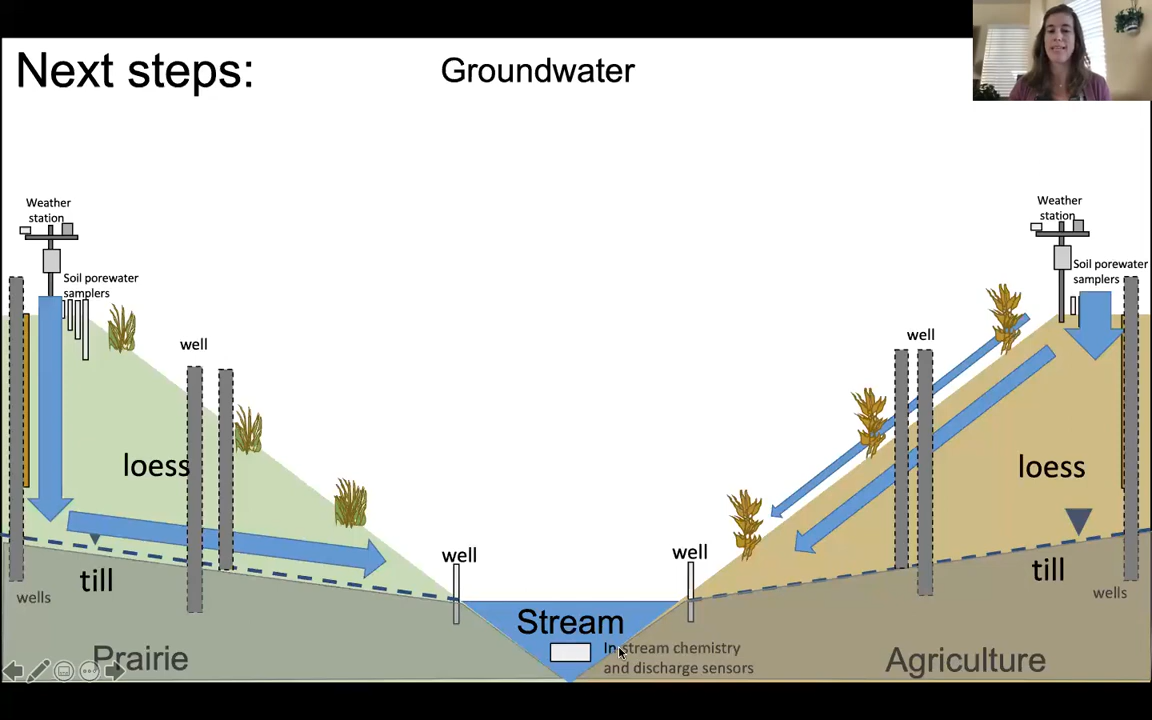 Next steps:
Groundwater
Weather
station
Soil porewater
samplers
well
loess
till
wells
Prairie
well
Stream
In-stream chemistry
and discharge sensors
well
well
Weather
station
Soil porewater
samplers
loess
till
wells
Agriculture